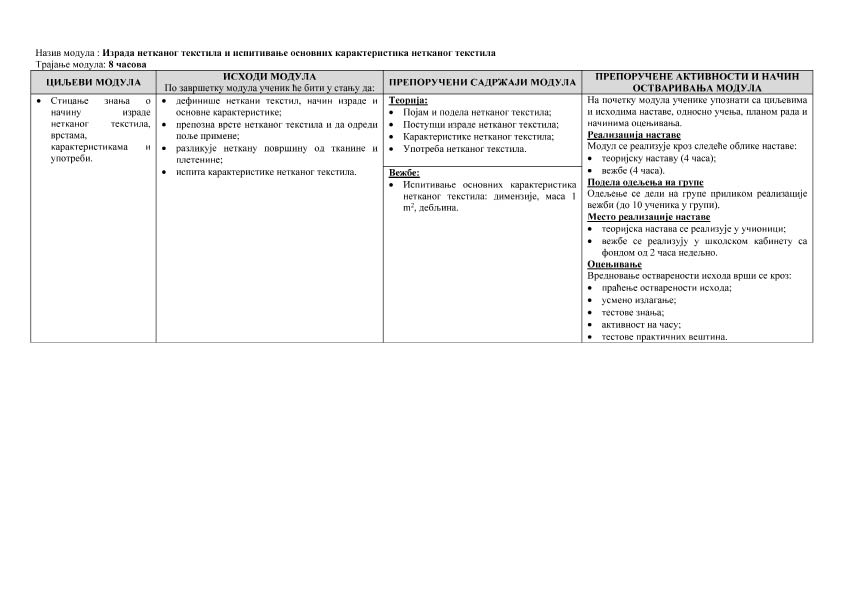 Назив модула : Израда нетканог текстила и испитивање основних карактеристика нетканог текстила
Трајање модула: 8 часова
ЦИЉЕВИ МОДУЛА
ИСХОДИ МОДУЛА
По завршетку модула ученик ће бити у стању да:
ПРЕПОРУЧЕНИ САДРЖАЈИ МОДУЛА
ПРЕПОРУЧЕНЕ АКТИВНОСТИ И НАЧИН
ОСТВАРИВАЊА МОДУЛА
• Стицање знања о
начину израде
нетканог текстила,
врстама,
карактеристикама и
употреби.
• дефинише неткани текстил, начин израде и
основне карактеристике;
• препозна врсте нетканог текстила и да одреди
поље примене;
• разликује неткану површину од тканине и
плетенине;
• испита карактеристике нетканог текстила.
Теорија:
• Појам и подела нетканог текстила;
• Поступци израде нетканог текстила;
• Карактеристике нетканог текстила;
• Употреба нетканог текстила.
Вежбе:
• Испитивање основних карактеристика
нетканог текстила: димензије, маса 1
m², дебљина.
На почетку модула ученике упознати са циљевима
и исходима наставе, односно учења, планом рада и
начинима оцењивања.
Реализација наставе
Модул се реализује кроз следеће облике наставе:
• теоријску наставу (4 часа);
• вежбе (4 часа).
Подела одељења на групе
Одељење се дели на групе приликом реализације
вежби (до 10 ученика у групи).
Место реализације наставе
• теоријска настава се реализује у учионици;
• вежбе се реализују у школском кабинету са
фондом од 2 часа недељно.
Оцењивање
Вредновање остварености исхода врши се кроз:
• праћење остварености исхода;
• усмено излагање;
• тестове знања;
• активност на часу;
• тестове практичних вештина.